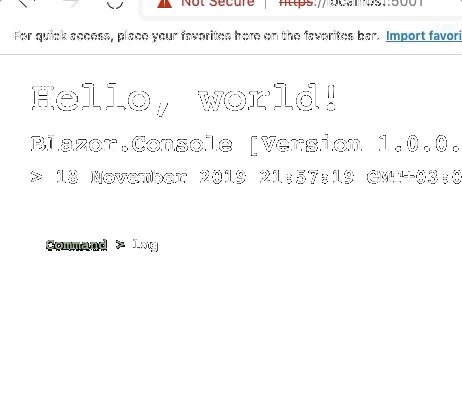 Not Secure | https://localhost:5001
For quick access, place your favorites here on the favorites bar. Import favori
Hello, world!
Blazor.Console [Version 1.0.0.
> 18 November 2019 21:57:19 GMT+03:0
Command > log